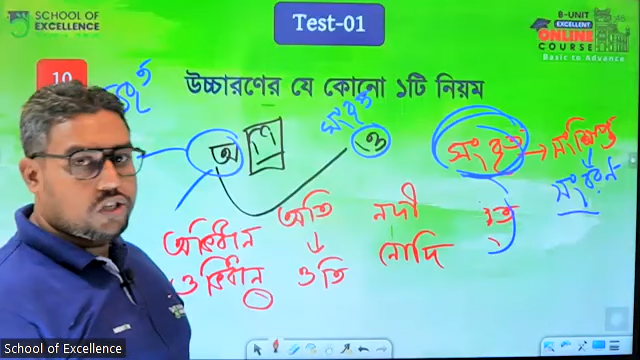 SCHOOL OF
EXCELLENCE
Test-01
B-UNIT
EXCELLENT
ONLINE
COURSE
Basic to Advance
10
উচ্চারণের যে কোনো ১টি নিয়ম
সংবৃত
অ
ও
সংবৃত → সংক্ষিপ্ত
সংবরণ
অভিধান অতি নদী
ওভিধান ওতি নোদি
School of Excellence